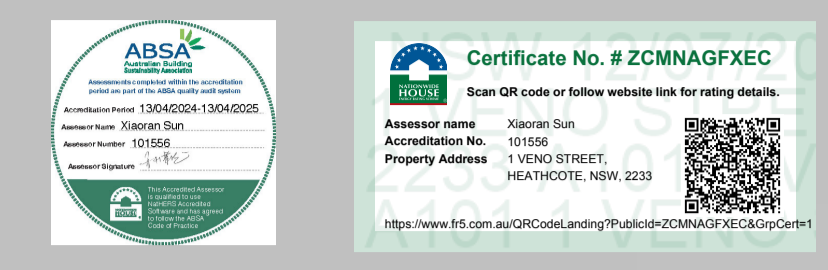 ABSA
Australian Building
Sustainability Association
Assessments completed within the accreditation
period are part of the ABSA quality audit system
Accreditation Period 13/04/2024-13/04/2025
Assessor Name Xiaoran Sun
Assessor Number 101556
Assessor Signature
This Accredited Assessor
is qualified to use
NatHERS Accredited
Software and has agreed
to follow the ABSA
Code of Practice
NATIONWIDE
HOUSE
ENERGY RATING SCHEME
Certificate No. # ZCMNAGFXEC
Scan QR code or follow website link for rating details.
Assessor name Xiaoran Sun
Accreditation No. 101556
Property Address 1 VENO STREET,
HEATHCOTE, NSW, 2233
https://www.fr5.com.au/QRCodeLanding?PublicId=ZCMNAGFXEC&GrpCert=1